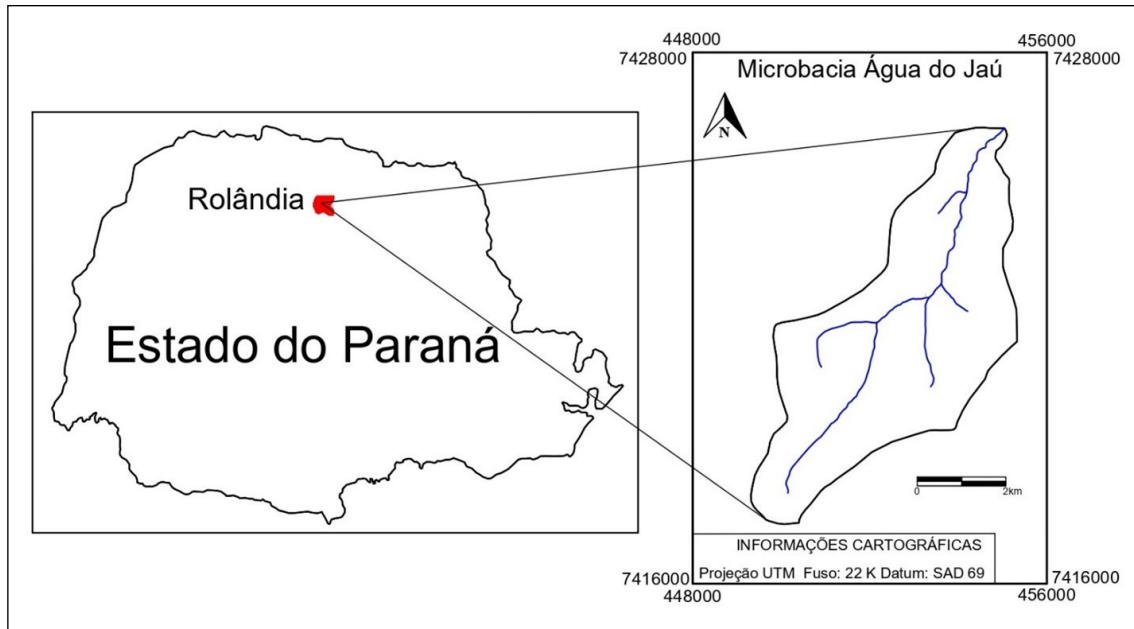 Rolândia
Estado do Paraná
448000
456000
7428000
7428000
Microbacia Água do Jaú
N
0
2km
INFORMAÇÕES CARTOGRÁFICAS
Projeção UTM Fuso: 22 K Datum: SAD 69
7416000
7416000
448000
456000